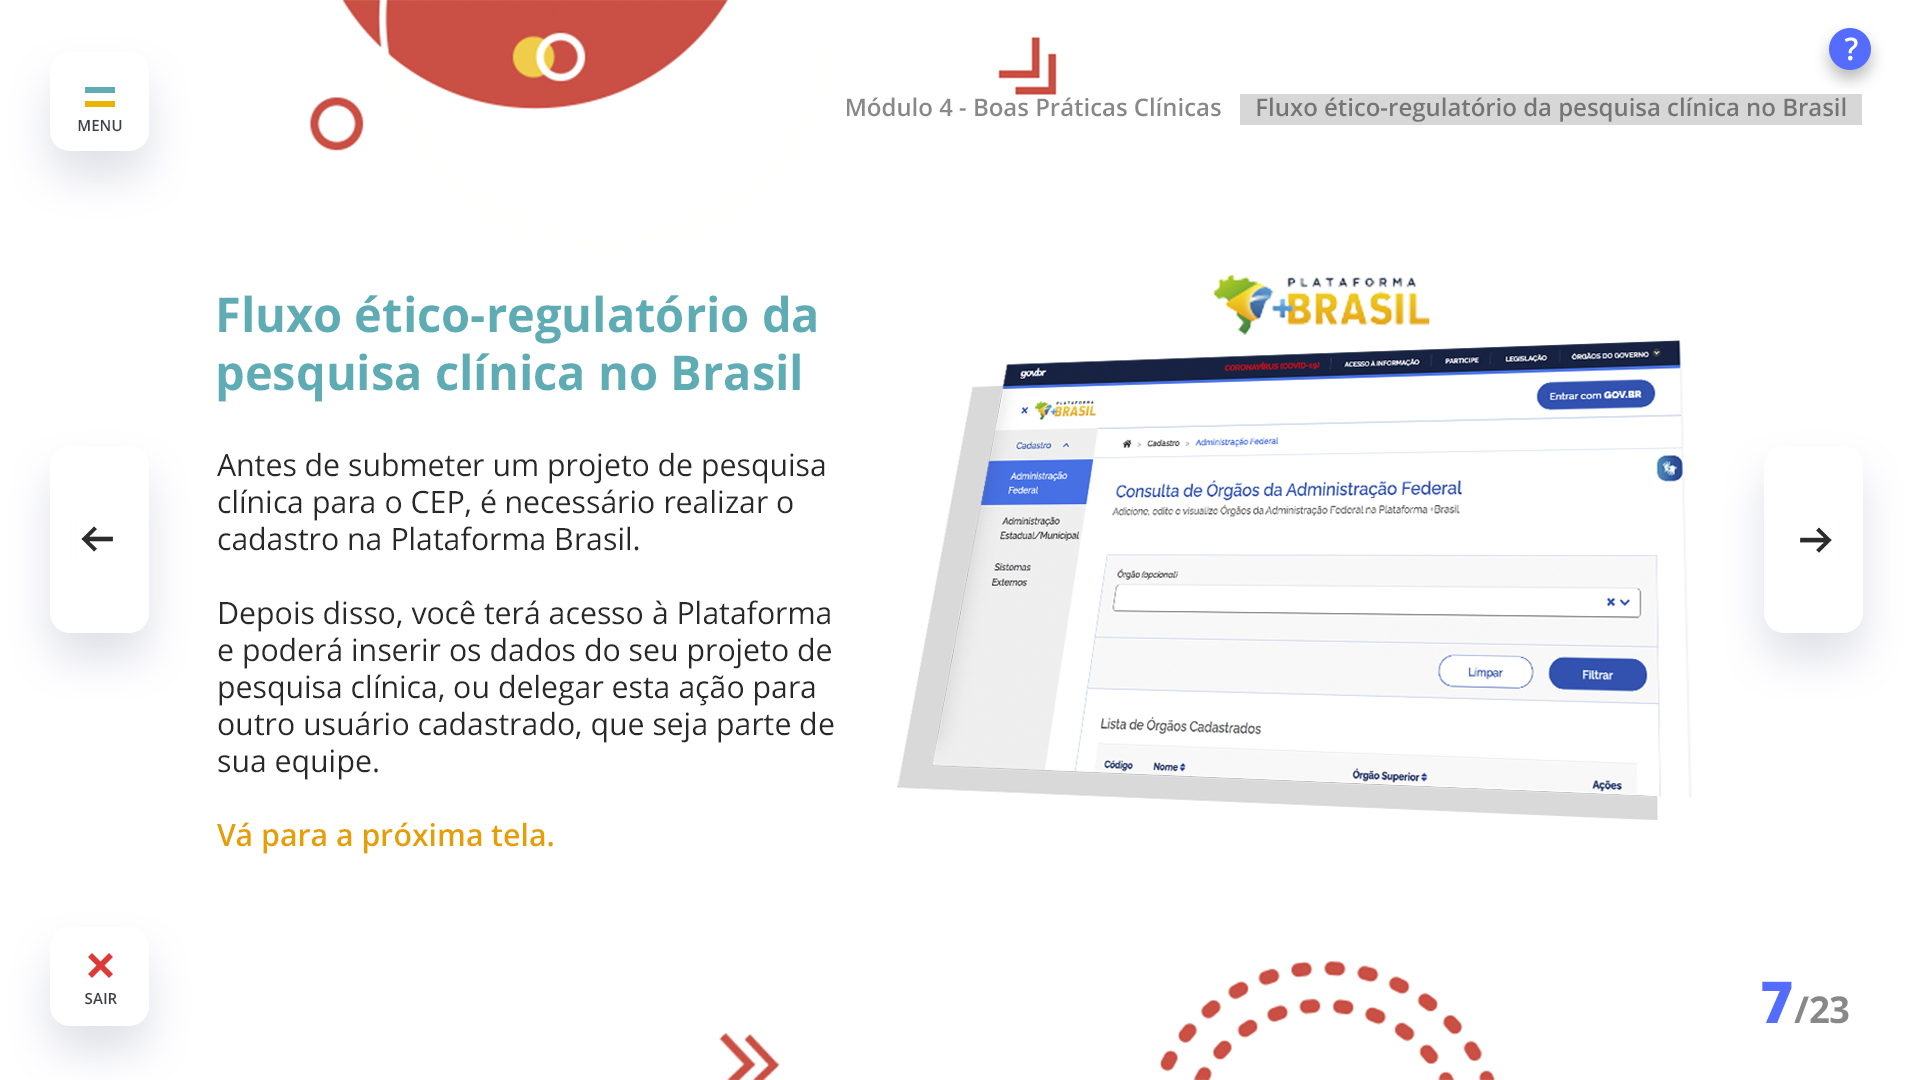 MENU
?
Módulo 4 - Boas Práticas Clínicas
Fluxo ético-regulatório da pesquisa clínica no Brasil
Fluxo ético-regulatório da
pesquisa clínica no Brasil
Antes de submeter um projeto de pesquisa
clínica para o CEP, é necessário realizar o
cadastro na Plataforma Brasil.
Depois disso, você terá acesso à Plataforma
e poderá inserir os dados do seu projeto de
pesquisa clínica, ou delegar esta ação para
outro usuário cadastrado, que seja parte de
sua equipe.
Vá para a próxima tela.
PLATAFORMA
+BRASIL
gov.br
CORONAVÍRUS (COVID-19)
ACESSO À INFORMAÇÃO
PARTICIPE
LEGISLAÇÃO
ÓRGÃOS DO GOVERNO
PLATAFORMA
+BRASIL
Entrar com GOV.BR
Cadastro
Cadastro > Administração Federal
Administração
Federal
Administração
Estadual/Municipal
Sistemas
Externos
Consulta de Órgãos da Administração Federal
Adicione, edite e visualize Órgãos da Administração Federal na Plataforma +Brasil
Órgão (opcional)
Limpar
Filtrar
Lista de Órgãos Cadastrados
Código
Nome
Órgão Superior
Ações
SAIR
7/23